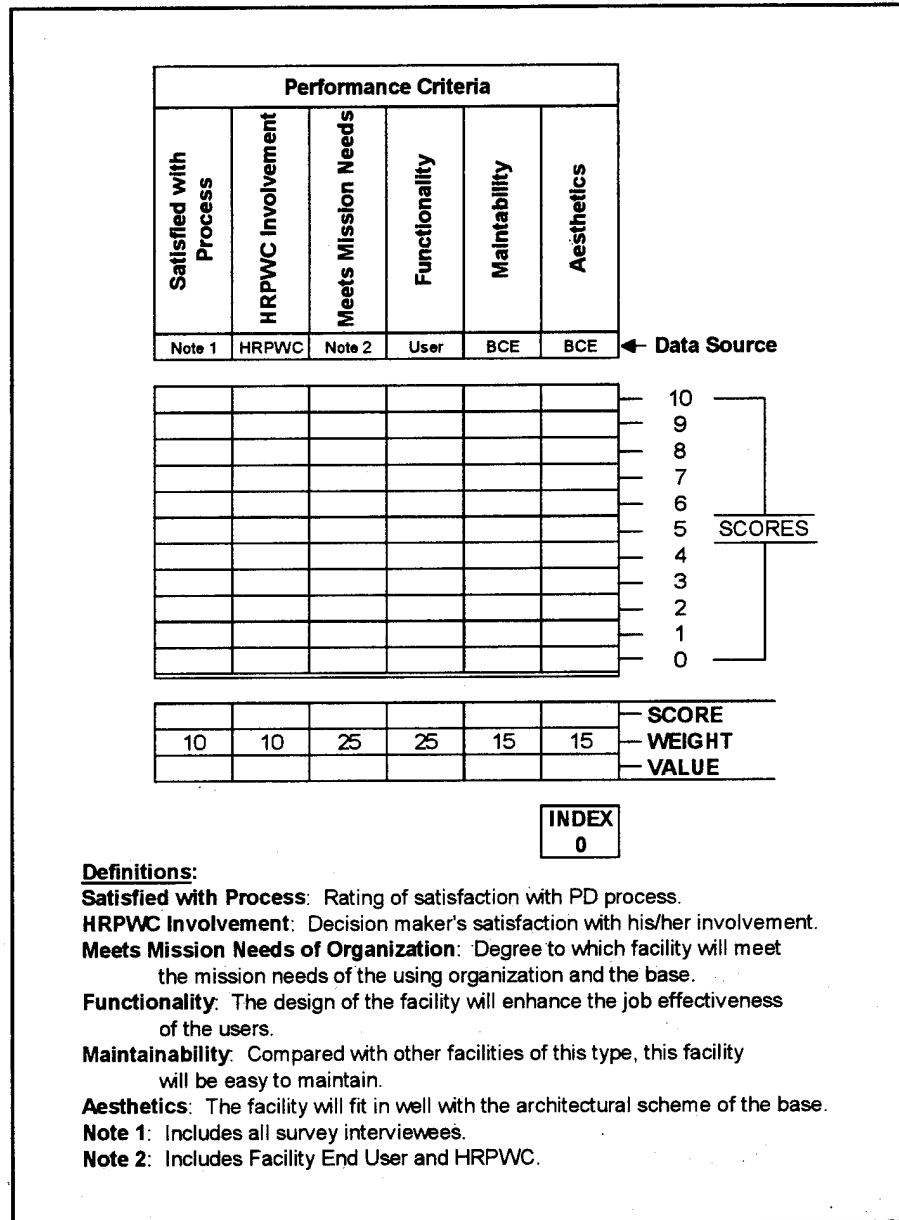 Performance Criteria
Satisfied with
Process
HRPWC Involvement
Meets Mission Needs
Functionality
Maintability
Aesthetics
Note 1 HRPWC Note 2 User BCE BCE Data Source
10
9
8
7
6
5 SCORES
4
3
2
1
0
SCORE
10 10 25 25 15 15 WEIGHT
VALUE
INDEX
0
Definitions:
Satisfied with Process: Rating of satisfaction with PD process.
HRPWC Involvement: Decision maker's satisfaction with his/her involvement.
Meets Mission Needs of Organization: Degree to which facility will meet
the mission needs of the using organization and the base.
Functionality: The design of the facility will enhance the job effectiveness
of the users.
Maintainability: Compared with other facilities of this type, this facility
will be easy to maintain.
Aesthetics: The facility will fit in well with the architectural scheme of the base.
Note 1: Includes all survey interviewees.
Note 2: Includes Facility End User and HRPWC.